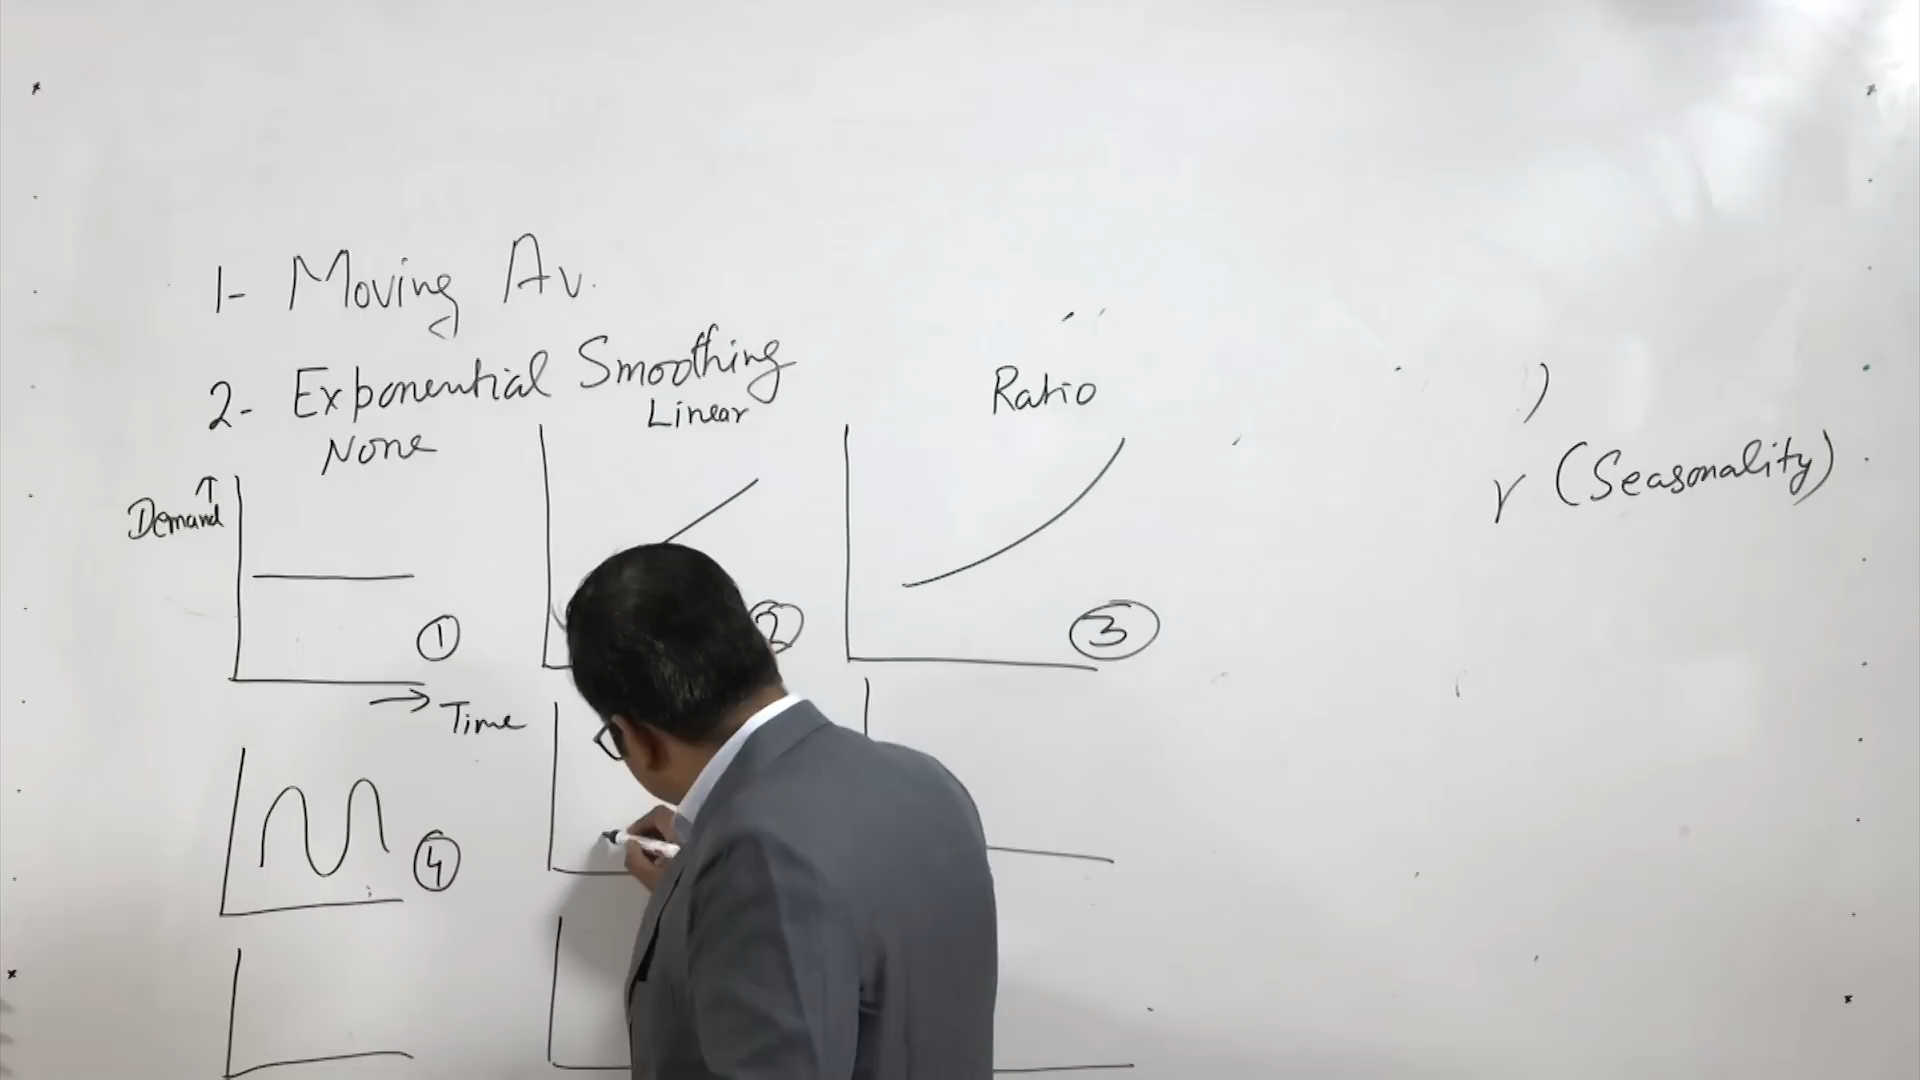 1- Moving Av.
2- Exponential Smoothing
None
Linear
Ratio
)
γ (Seasonality)
↑
Demand
①
②
③
→ Time
④